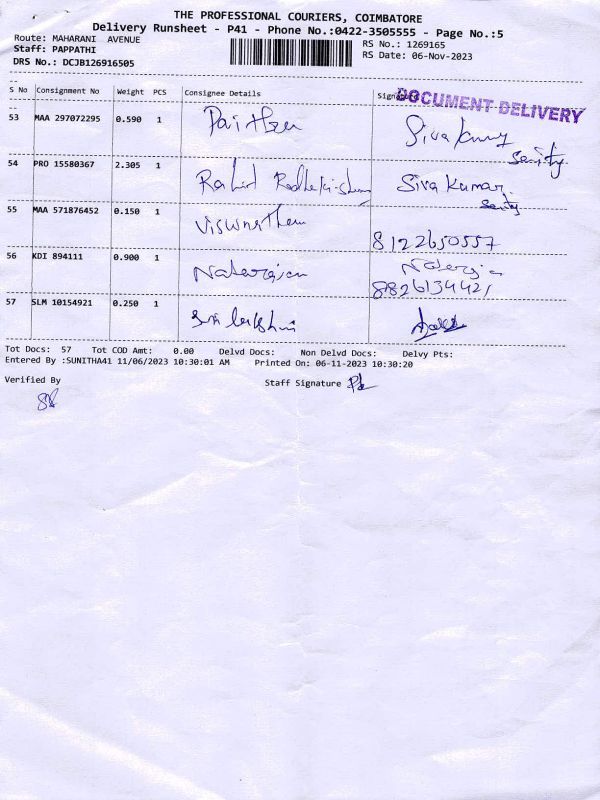 THE PROFESSIONAL COURIERS, COIMBATORE
Delivery Runsheet - P41 - Phone No.:0422-3505555 - Page No.:5
Route: MAHARANI AVENUE
RS No.: 1269165
Staff: PAPPATHI
RS Date: 06-Nov-2023
DRS No.: DCJB126916505
S No Consignment No Weight PCS Consignee Details Signature
DOCUMENT DELIVERY
53 MAA 297072295 0.590 1 Siva Kumar
54 PRO 15580367 2.305 1 Radhakrishnan Siva Kumar
55 MAA 571876452 0.150 1 Viswnathan
8122650557
56 KDI 894111 0.900 1 Natarajan
8826134421
57 SLM 10154921 0.250 1 Sri lakshmi
Tot Docs: 57 Tot COD Amt: 0.00 Delvd Docs: Non Delvd Docs: Delvy Pts:
Entered By :SUNITHA41 11/06/2023 10:30:01 AM Printed On: 06-11-2023 10:30:20
Verified By Staff Signature